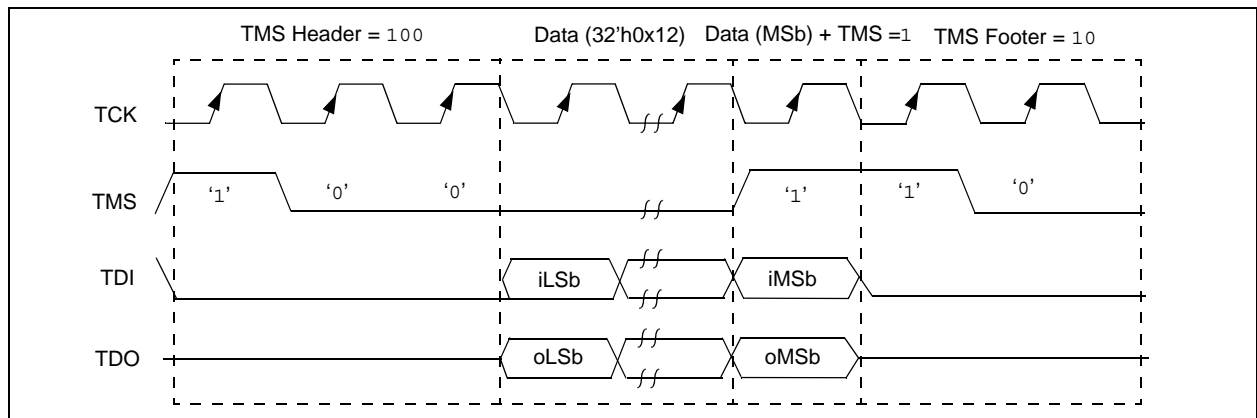 TMS Header = 100 Data (32'h0x12) Data (MSb) + TMS =1 TMS Footer = 10
TCK
TMS ‘1’ ‘0’ ‘0’ ‘1’ ‘1’ ‘0’
TDI iLSb iMSb
TDO oLSb oMSb